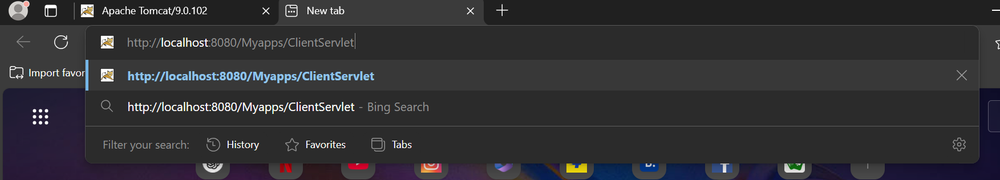 Apache Tomcat/9.0.102
New tab
http://localhost:8080/Myapps/ClientServlet
Import favor
http://localhost:8080/Myapps/ClientServlet
http://localhost:8080/Myapps/ClientServlet - Bing Search
Filter your search: History Favorites Tabs